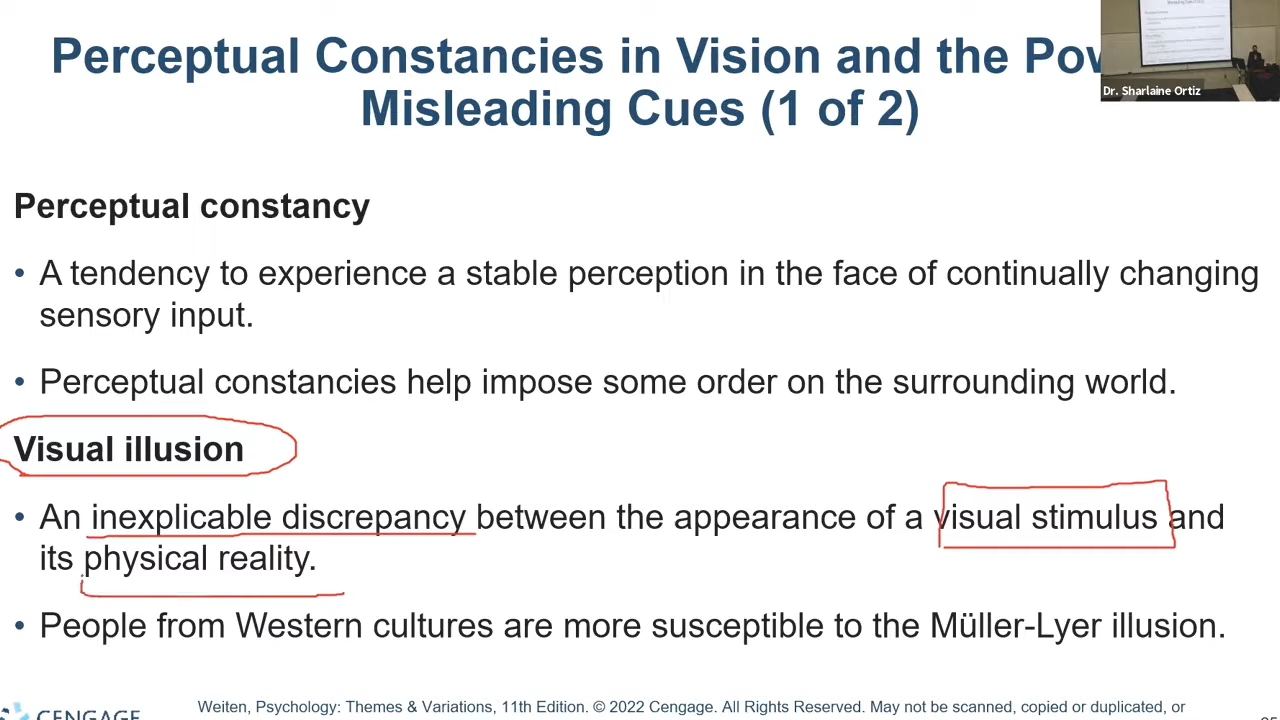 Perceptual Constancies in Vision and the
Misleading Cues (1 of 2)
Dr. Sharlaine Ortiz
Perceptual constancy
• A tendency to experience a stable perception in the face of continually changing
sensory input.
• Perceptual constancies help impose some order on the surrounding world.
Visual illusion
• An inexplicable discrepancy between the appearance of a visual stimulus and
its physical reality.
• People from Western cultures are more susceptible to the Müller-Lyer illusion.
Weiten, Psychology: Themes & Variations, 11th Edition. © 2022 Cengage. All Rights Reserved. May not be scanned, copied or duplicated, or
CENGAGE